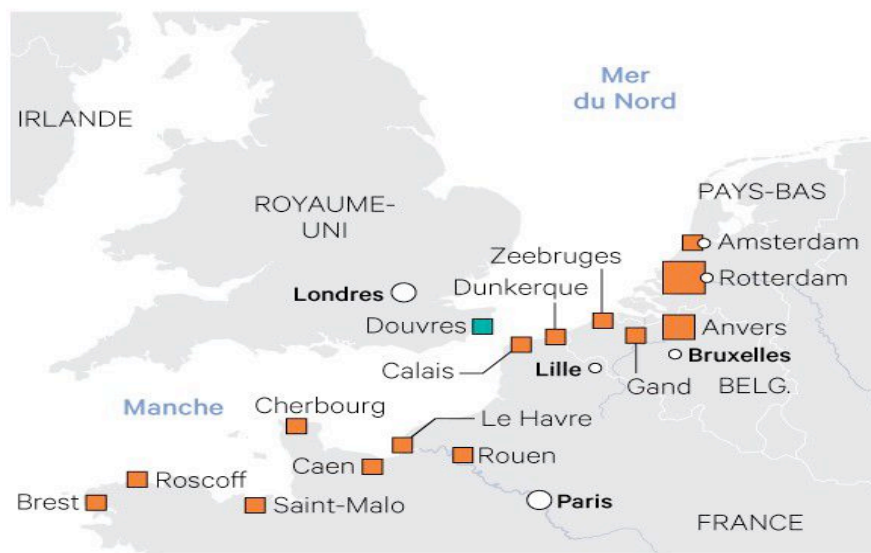 Mer
du Nord
IRLANDE
PAYS-BAS
ROYAUME-
UNI
Amsterdam
Zeebruges
Rotterdam
Londres
Dunkerque
Douvres
Anvers
Bruxelles
Calais
Lille
Gand
BELG.
Manche
Cherbourg
Le Havre
Caen
Rouen
Roscoff
Brest
Saint-Malo
Paris
FRANCE